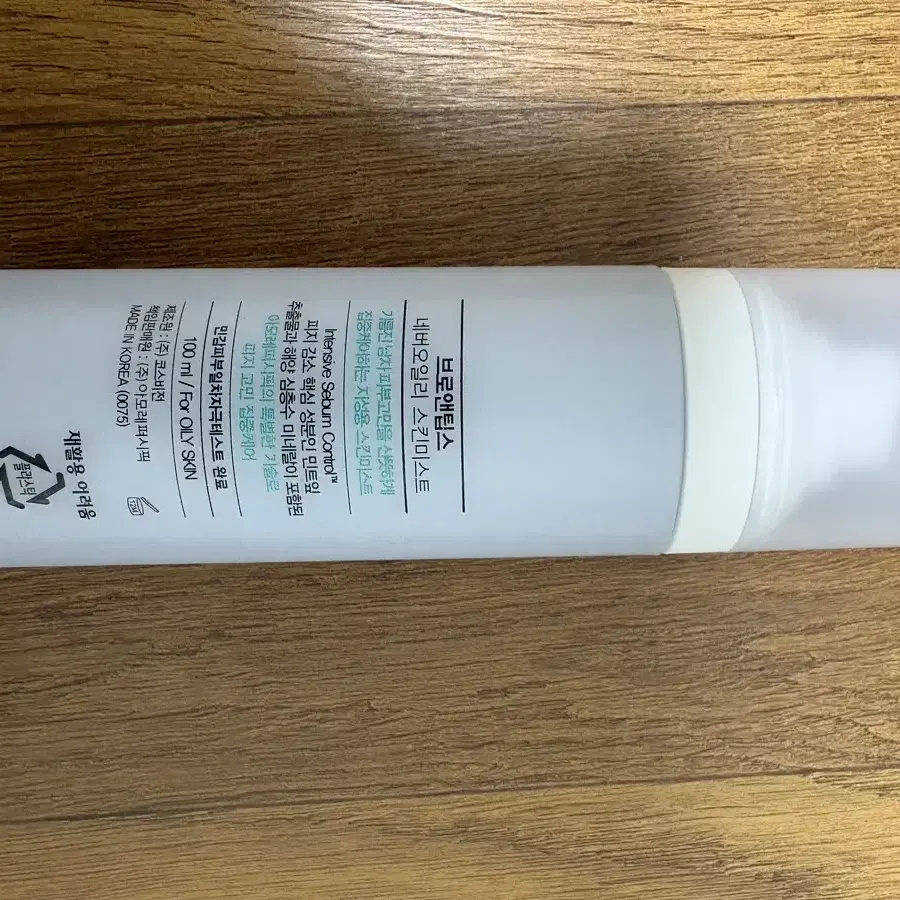 브로앤팁스
네버오일리 스킨미스트
기름진 남자 피부고민을 산뜻하게
집중케어하는 지성용 스킨미스트
Intensive Sebum Control™
피지 감소 핵심 성분인 민트잎
추출물과 해양 심층수 미네랄이 포함된
아모레퍼시픽의 특별한 기술로
피지 고민 집중케어
민감피부일차자극테스트 완료
100 ml / For OILY SKIN
제조원 : (주) 코스비전
책임판매원 : (주) 아모레퍼시픽
MADE IN KOREA (0075)
12M
재활용 어려움
플라스틱